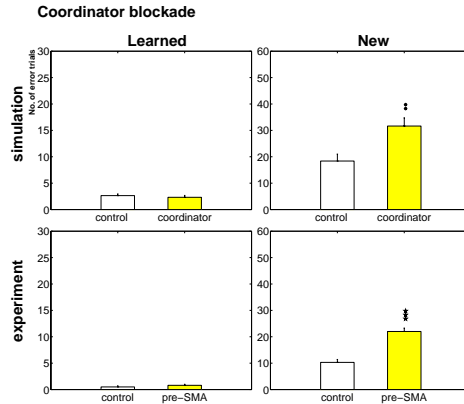 Coordinator blockade
Learned
New
simulation
No. of error trials
30
25
20
15
10
5
0
control coordinator
60
50
40
30
20
10
0
control coordinator
experiment
30
25
20
15
10
5
0
control pre−SMA
60
50
40
30
20
10
0
control pre−SMA